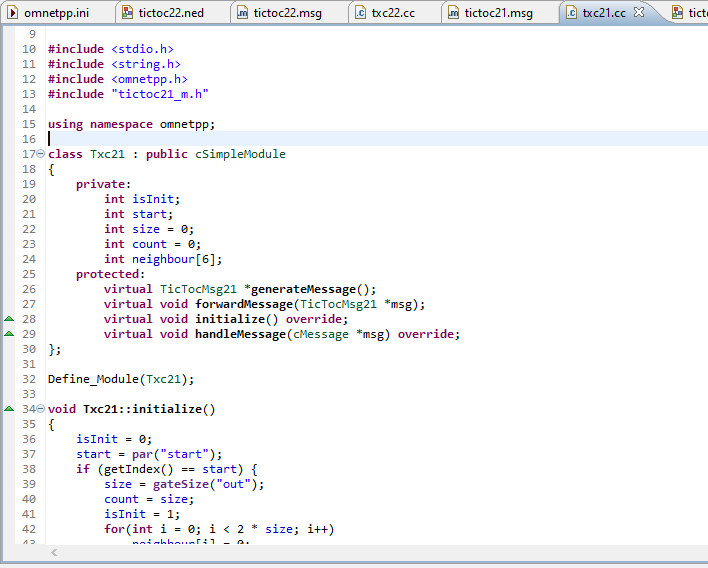 omnetpp.ini tictoc22.ned tictoc22.msg txc22.cc tictoc21.msg txc21.cc ticto
9
10 #include <stdio.h>
11 #include <string.h>
12 #include <omnetpp.h>
13 #include "tictoc21_m.h"
14
15 using namespace omnetpp;
16
17 class Txc21 : public cSimpleModule
18 {
19 private:
20 int isInit;
21 int start;
22 int size = 0;
23 int count = 0;
24 int neighbour[6];
25 protected:
26 virtual TicTocMsg21 *generateMessage();
27 virtual void forwardMessage(TicTocMsg21 *msg);
28 virtual void initialize() override;
29 virtual void handleMessage(cMessage *msg) override;
30 };
31
32 Define_Module(Txc21);
33
34 void Txc21::initialize()
35 {
36 isInit = 0;
37 start = par("start");
38 if (getIndex() == start) {
39 size = gateSize("out");
40 count = size;
41 isInit = 1;
42 for(int i = 0; i < 2 * size; i++)
43 neighbour[i] = 0;